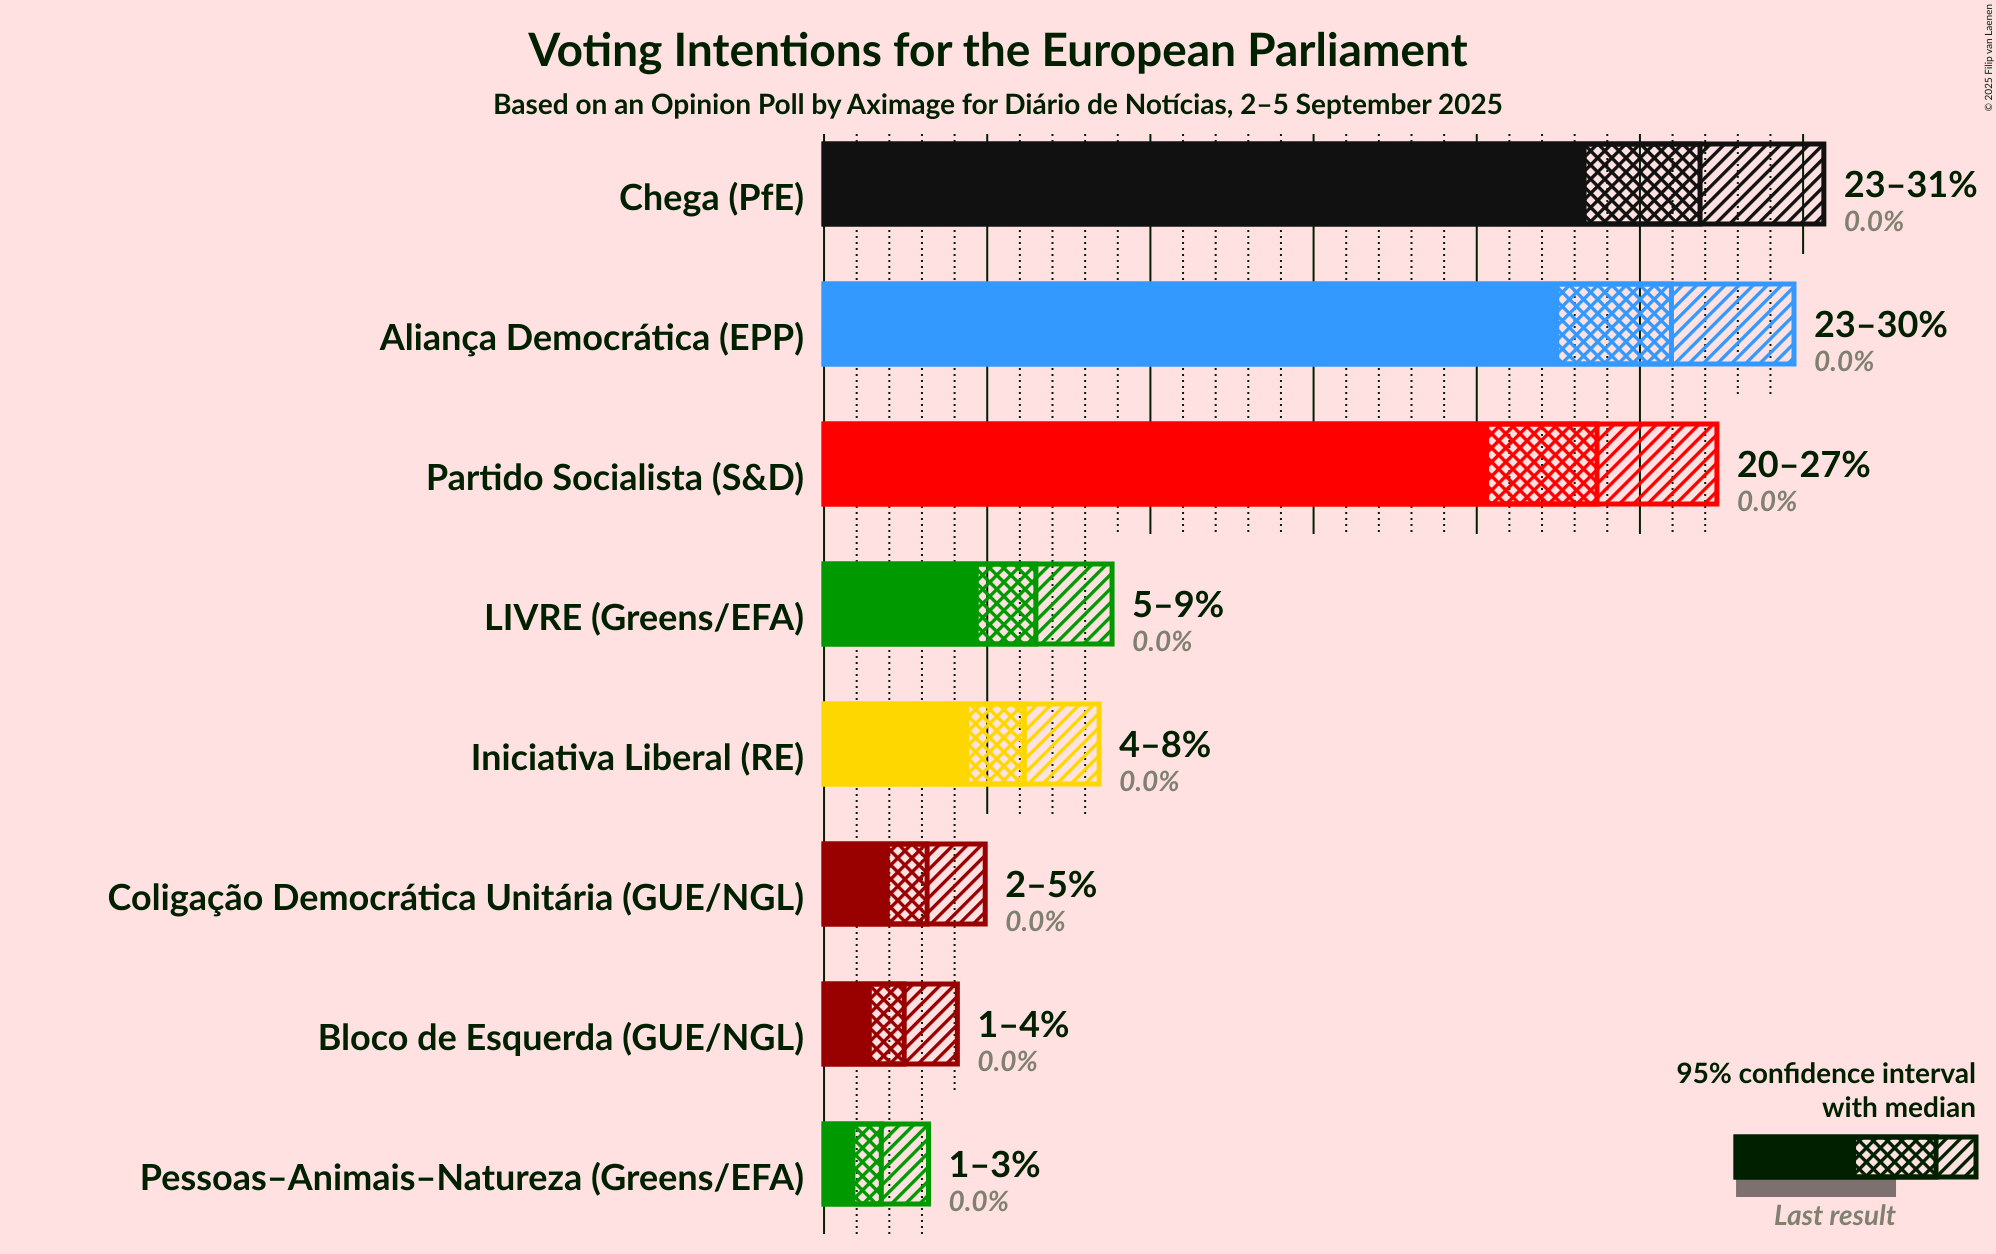 Voting Intentions for the European Parliament
Based on an Opinion Poll by Aximage for Diário de Notícias, 2–5 September 2025
© 2025 Filip van Laenen
Chega (PfE)
23–31%
0.0%
Aliança Democrática (EPP)
23–30%
0.0%
Partido Socialista (S&D)
20–27%
0.0%
LIVRE (Greens/EFA)
5–9%
0.0%
Iniciativa Liberal (RE)
4–8%
0.0%
Coligação Democrática Unitária (GUE/NGL)
2–5%
0.0%
Bloco de Esquerda (GUE/NGL)
1–4%
0.0%
Pessoas–Animais–Natureza (Greens/EFA)
1–3%
0.0%
95% confidence interval
with median
Last result